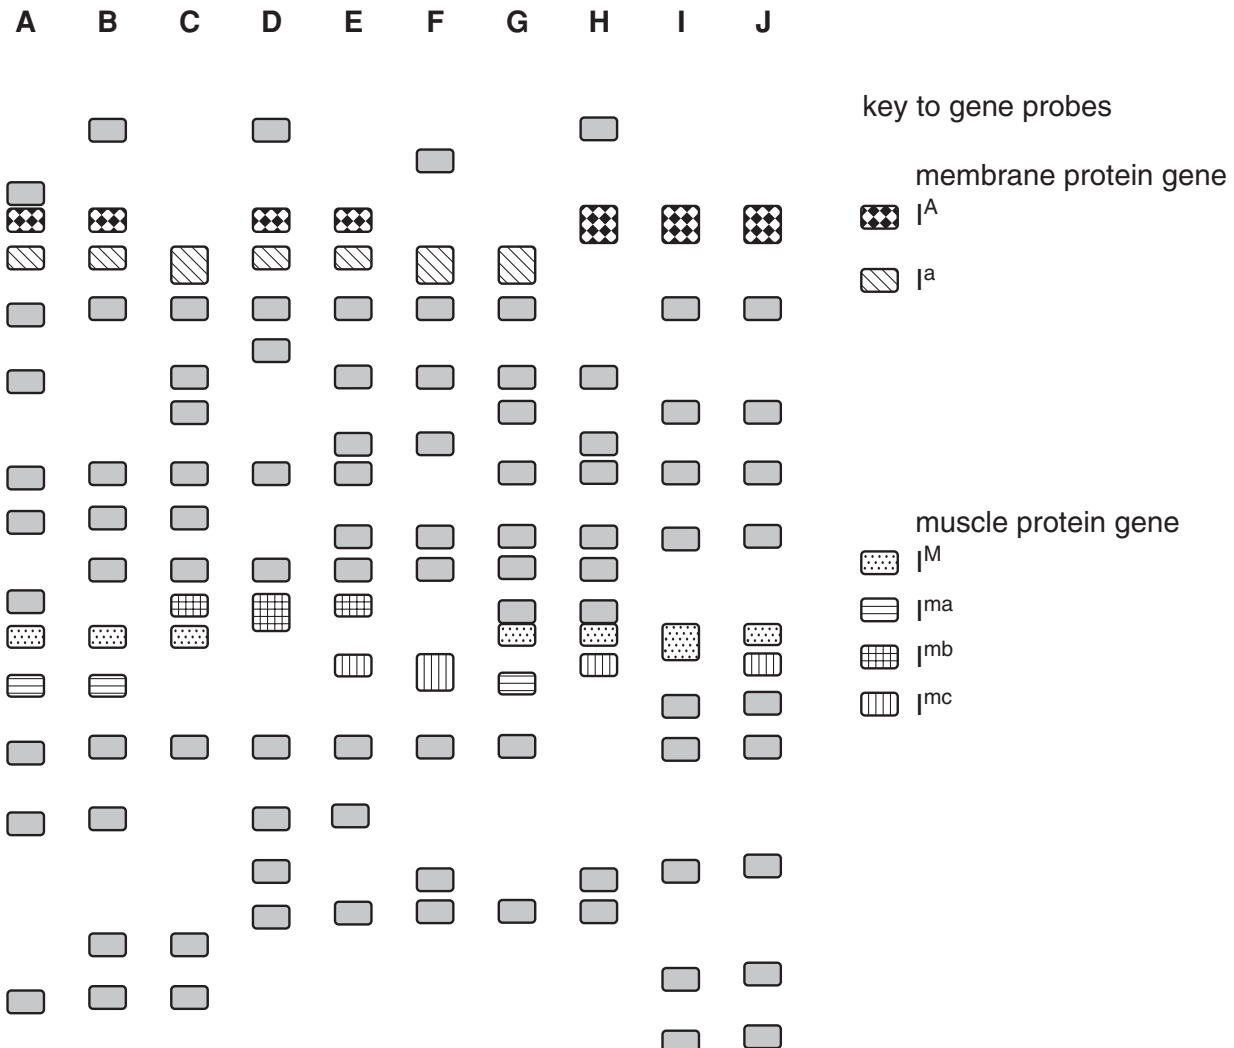 A B C D E F G H I J
key to gene probes
membrane protein gene
I^A
I^a
muscle protein gene
I^M
I^ma
I^mb
I^mc